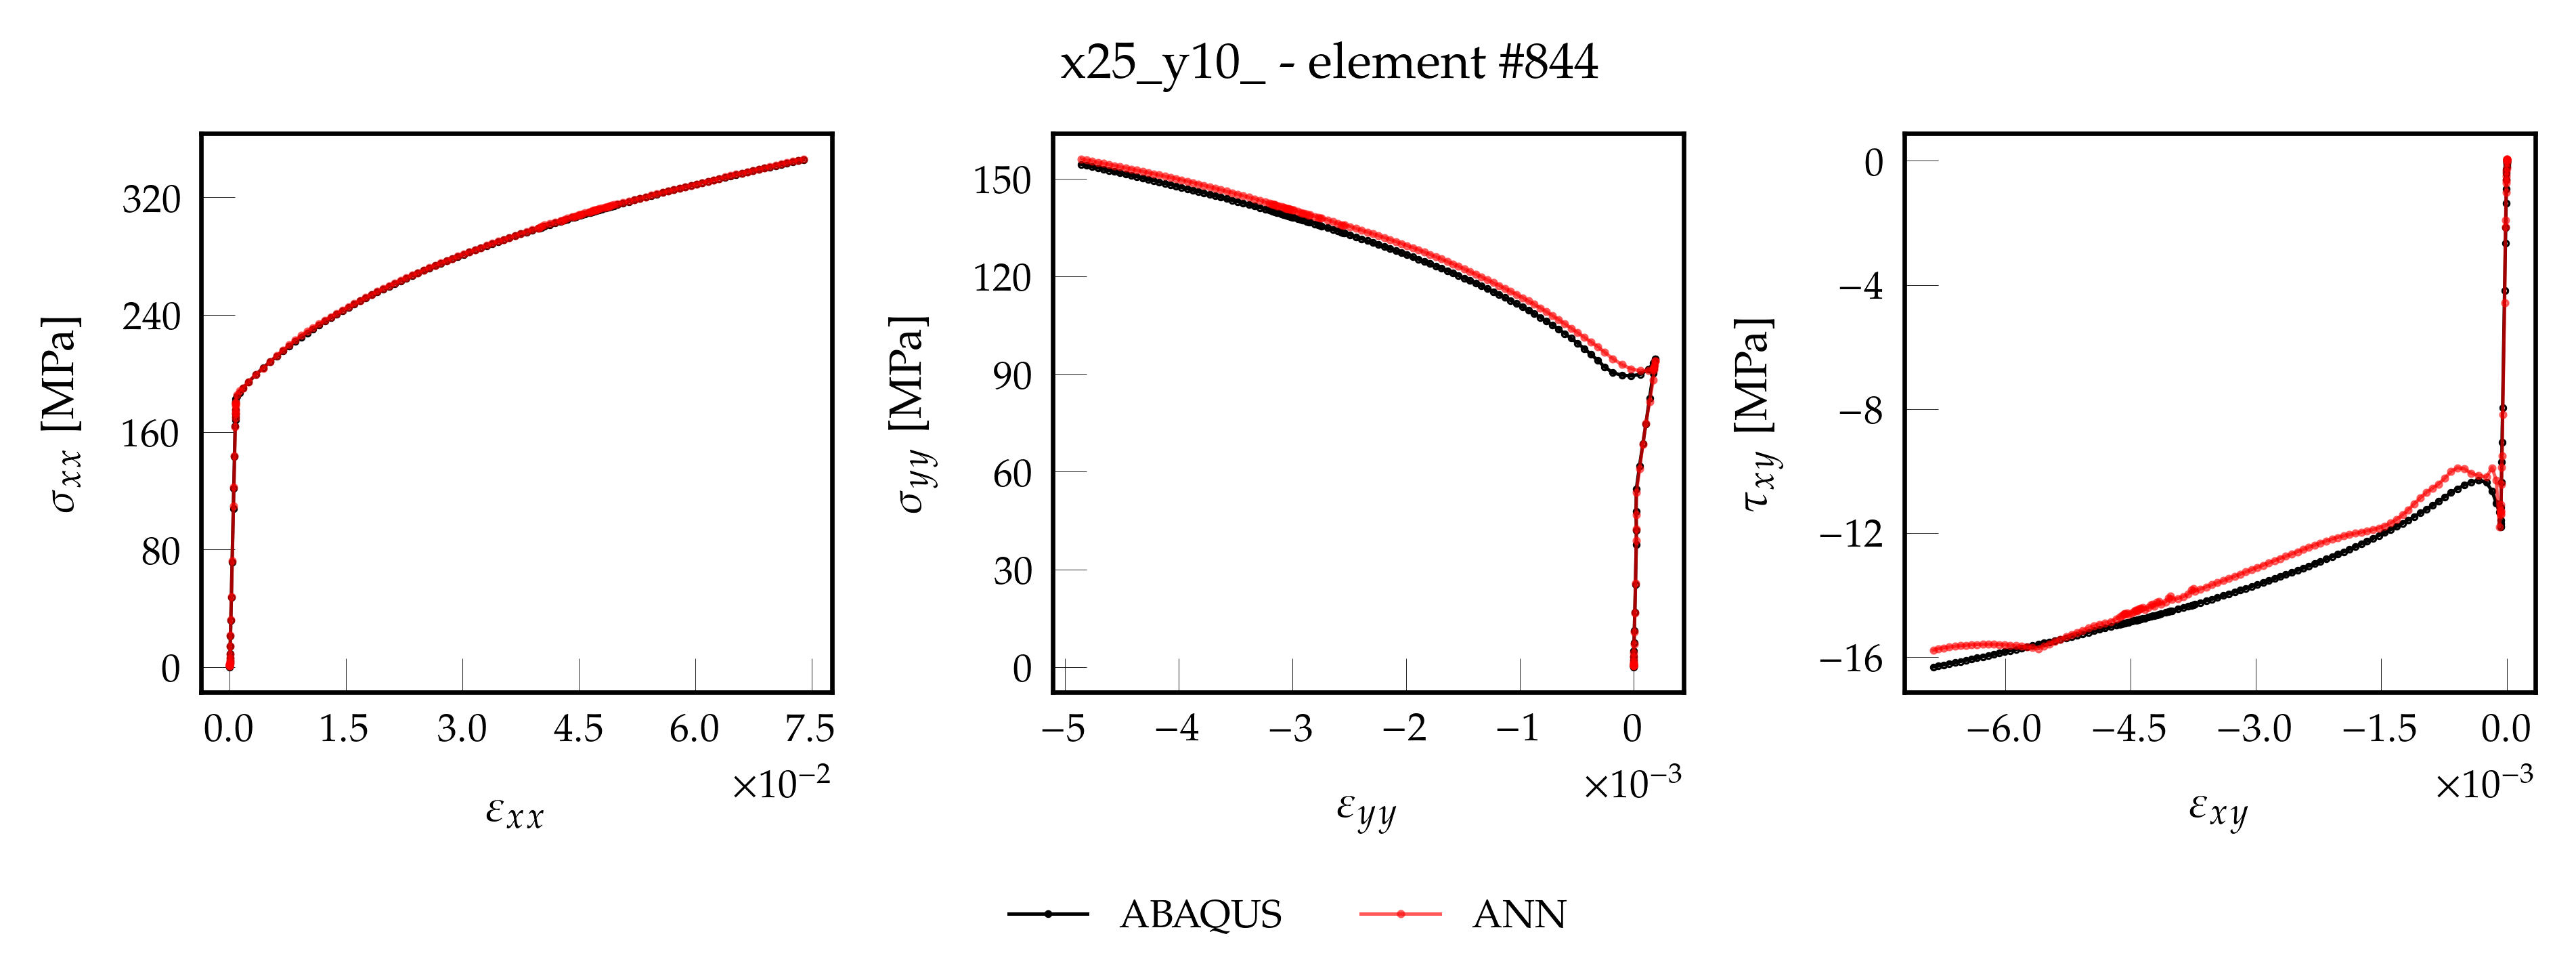 x25_y10_ - element #844
σxx [MPa]
320
240
160
80
0
0.0 1.5 3.0 4.5 6.0 7.5
×10−2
εxx
σyy [MPa]
150
120
90
60
30
0
−5 −4 −3 −2 −1 0
×10−3
εyy
τxy [MPa]
0
−4
−8
−12
−16
−6.0 −4.5 −3.0 −1.5 0.0
×10−3
εxy
ABAQUS ANN